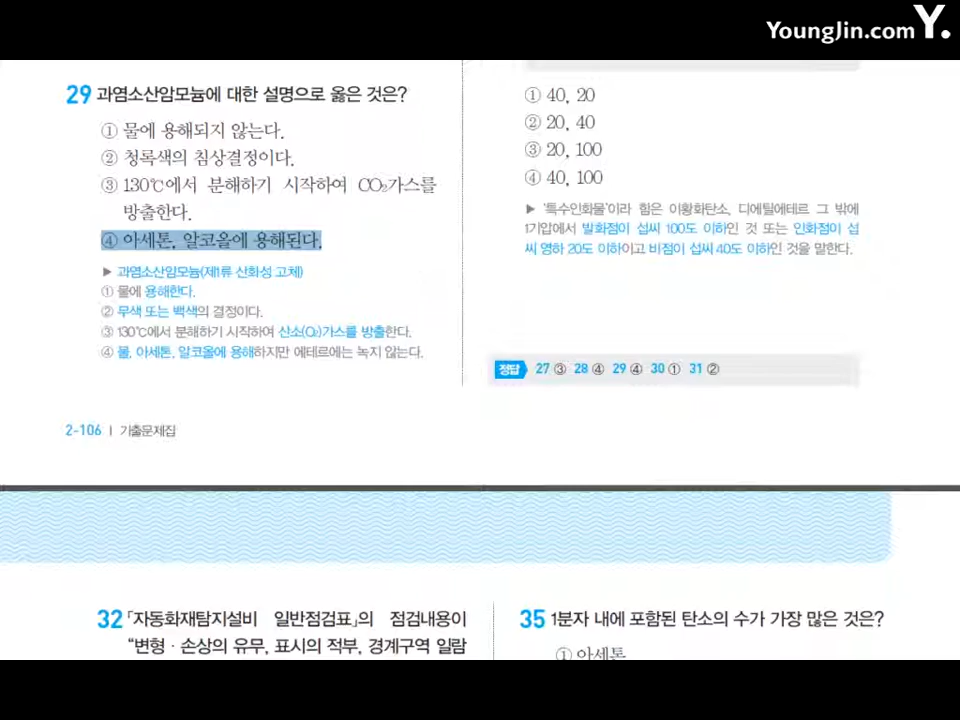 YoungJin.com Y.
29 과염소산암모늄에 대한 설명으로 옳은 것은?
① 물에 용해되지 않는다.
② 청록색의 침상결정이다.
③ 130℃에서 분해하기 시작하여 CO₂가스를
방출한다.
④ 아세톤, 알코올에 용해된다.
▶ 과염소산암모늄(제1류 산화성 고체)
① 물에 용해한다.
② 무색 또는 백색의 결정이다.
③ 130℃에서 분해하기 시작하여 산소(O₂)가스를 방출한다.
④ 물, 아세톤, 알코올에 용해하지만 에테르에는 녹지 않는다.
① 40, 20
② 20, 40
③ 20, 100
④ 40, 100
▶ '특수인화물'이라 함은 이황화탄소, 디에틸에테르 그 밖에
1기압에서 발화점이 섭씨 100도 이하인 것 또는 인화점이 섭
씨 영하 20도 이하이고 비점이 섭씨 40도 이하인 것을 말한다.
정답 27 ③ 28 ④ 29 ④ 30 ① 31 ②
2-106 | 기출문제집
32 「자동화재탐지설비 일반점검표」의 점검내용이
“변형 · 손상의 유무, 표시의 적부, 경계구역 일람
35 1분자 내에 포함된 탄소의 수가 가장 많은 것은?
① 아세톤